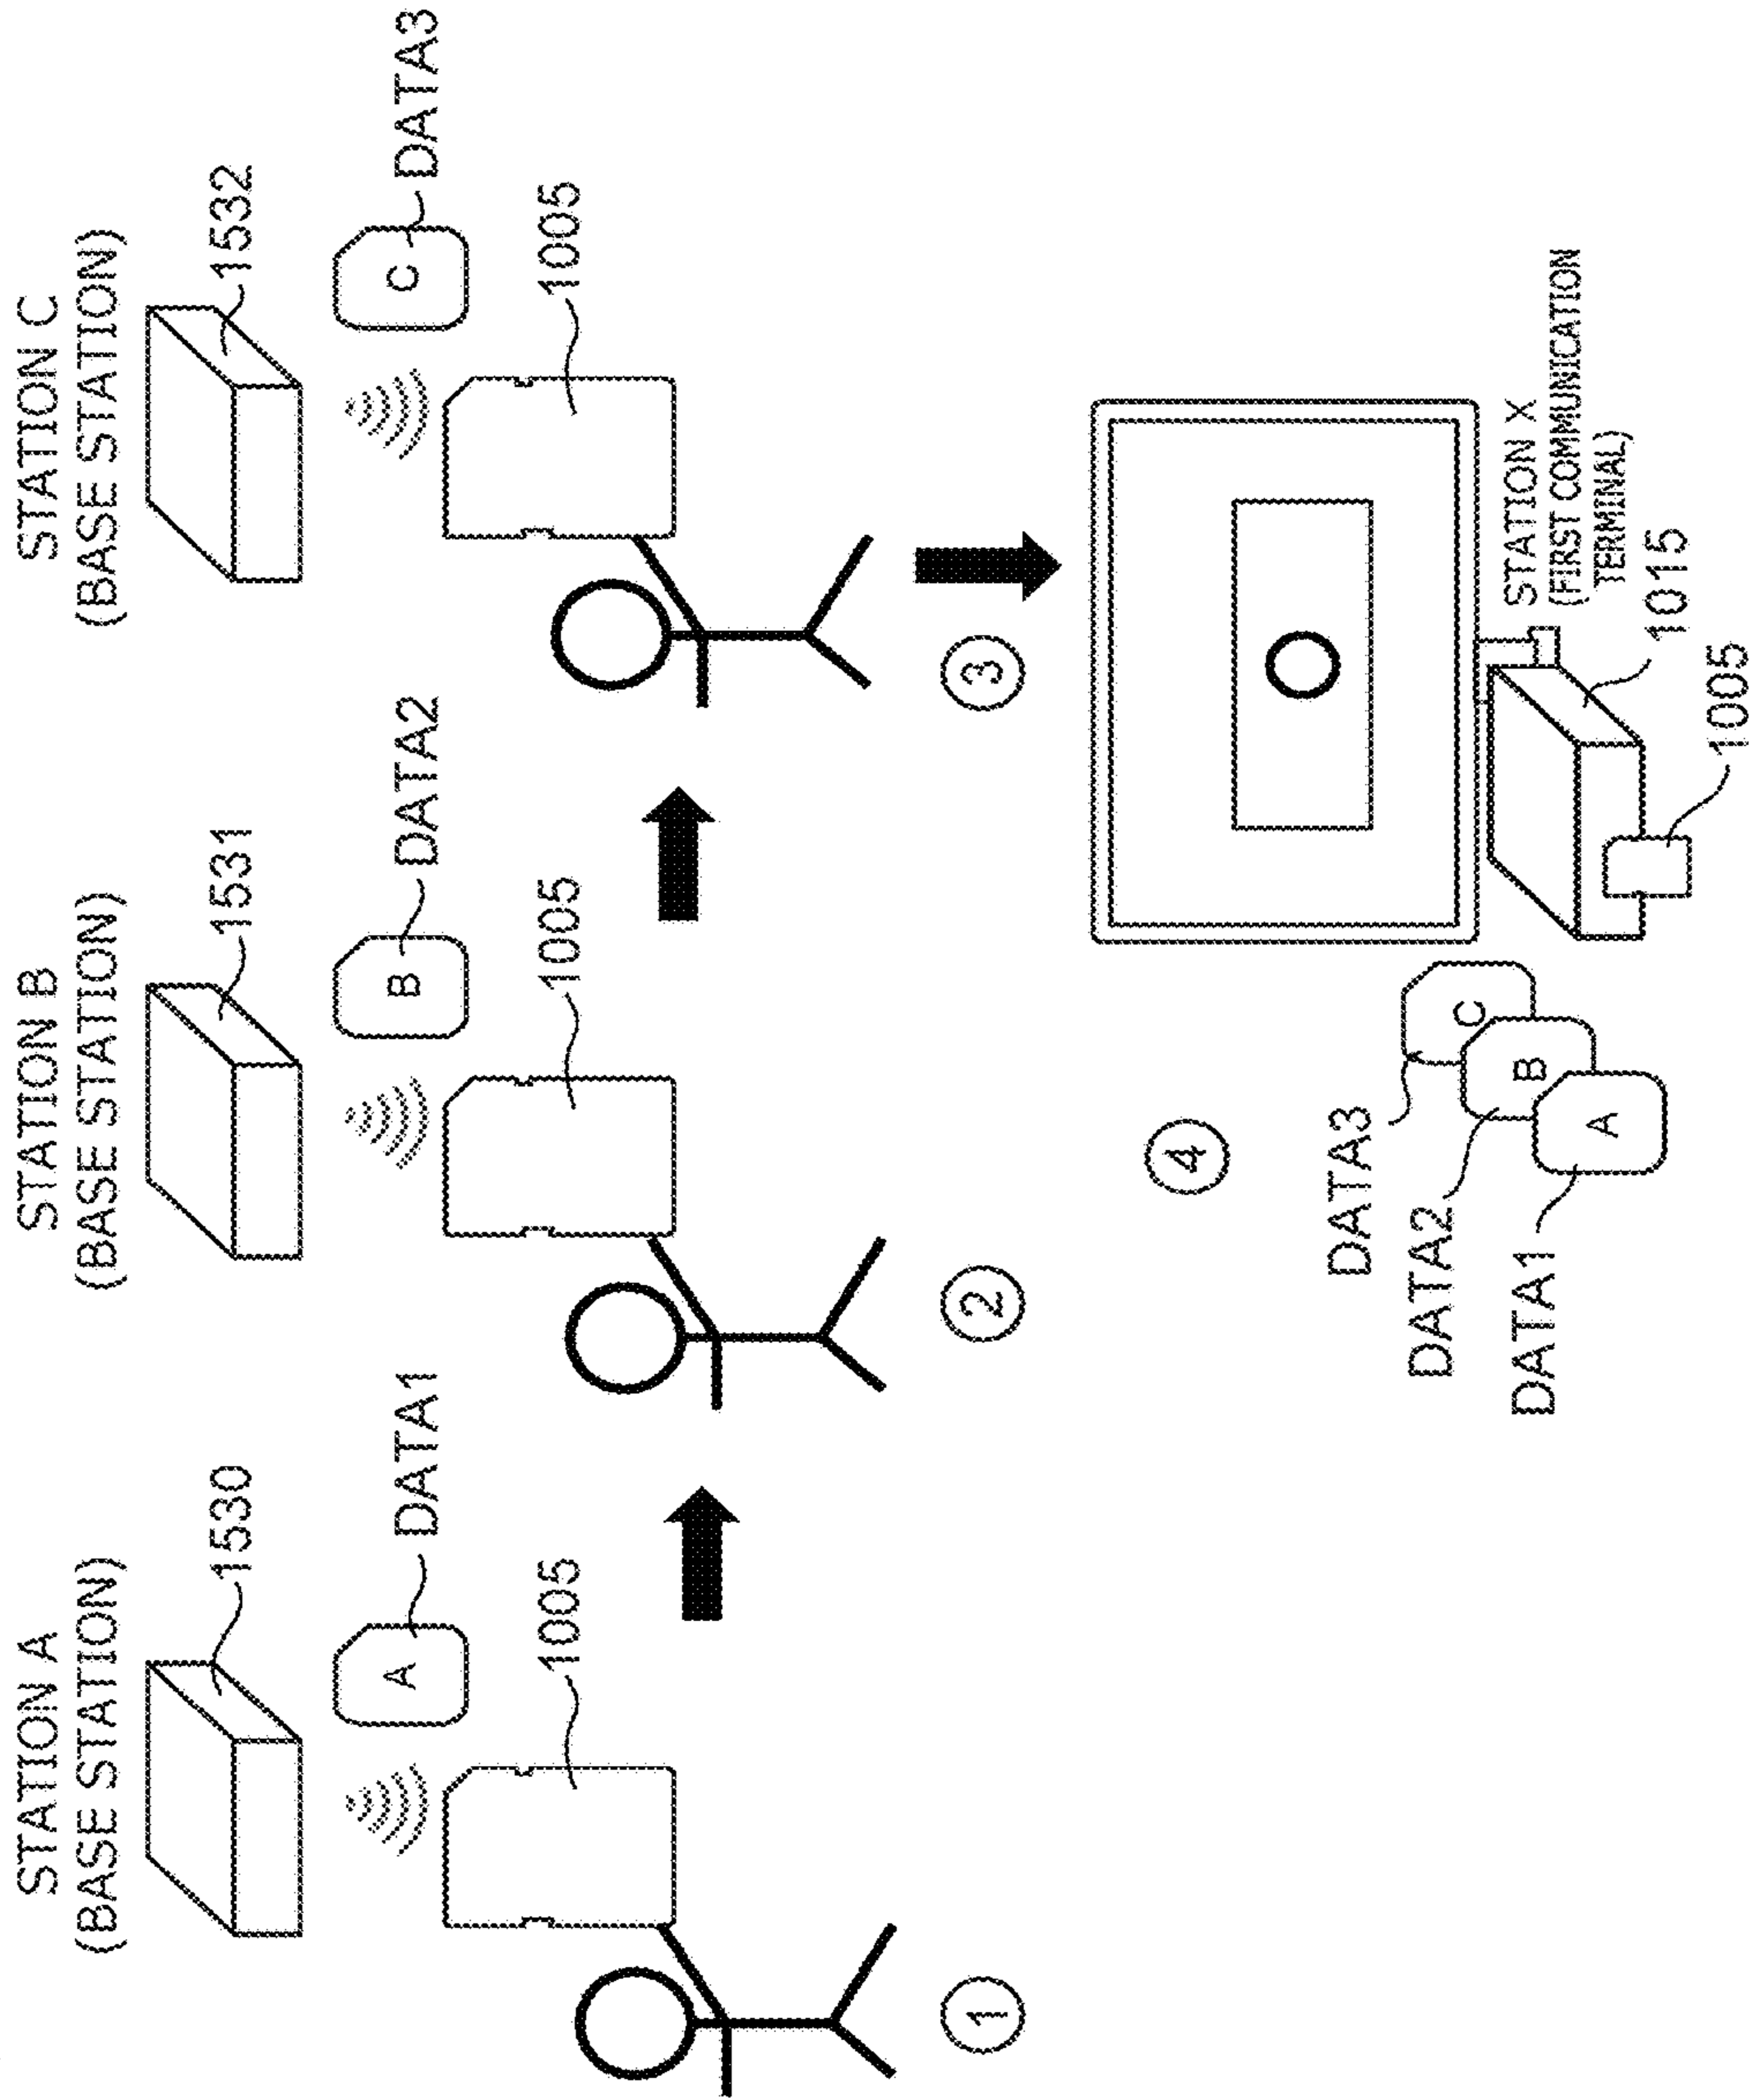 STATION A
(BASE STATION)
1530
A
DATA1
1005
1
STATION B
(BASE STATION)
1531
B
DATA2
1005
2
STATION C
(BASE STATION)
1532
C
DATA3
1005
3
4
DATA3
DATA2
DATA1
C
B
A
STATION X
(FIRST COMMUNICATION
TERMINAL)
1015
1005